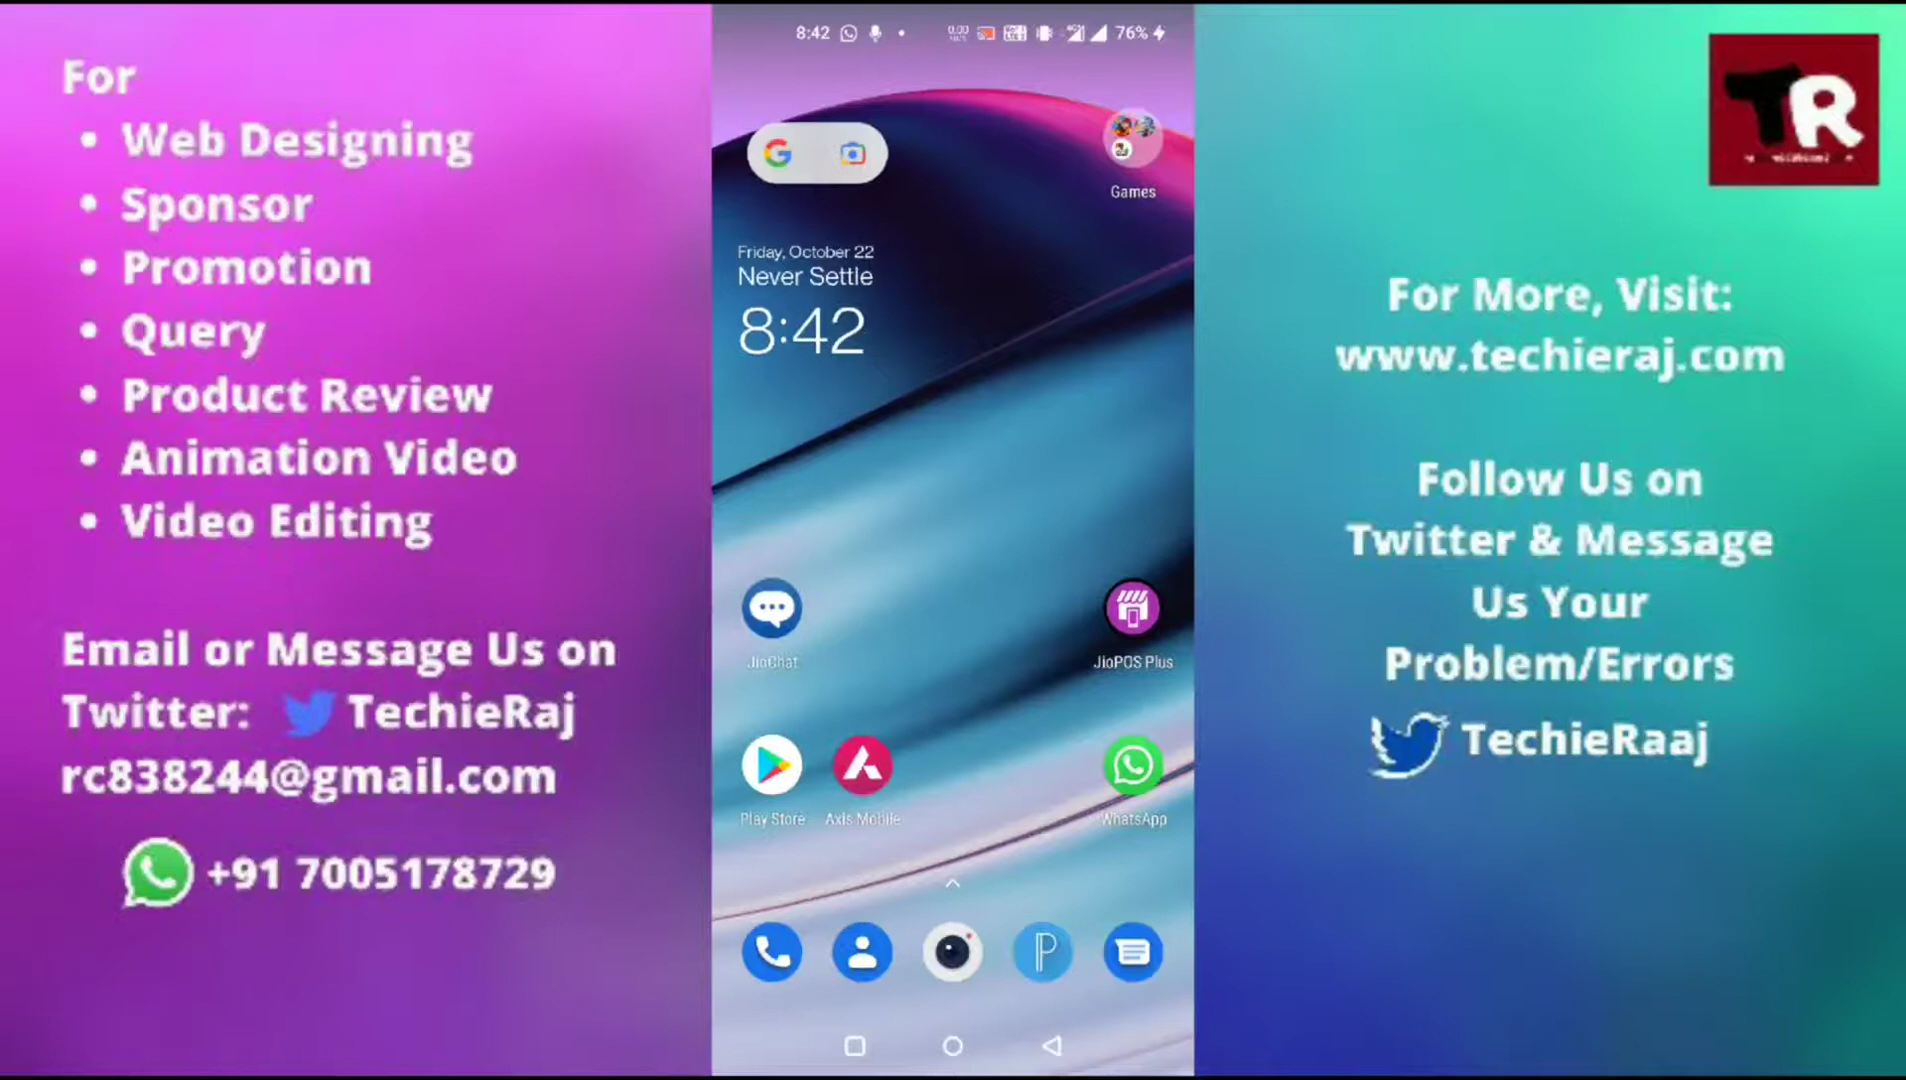 For
• Web Designing
• Sponsor
• Promotion
• Query
• Product Review
• Animation Video
• Video Editing
Email or Message Us on
Twitter: TechieRaj
rc838244@gmail.com
+91 7005178729
8:42
76%
Games
Friday, October 22
Never Settle
8:42
JioChat
JioPOS Plus
Play Store
Axis Mobile
WhatsApp
TR
For More, Visit:
www.techieraj.com
Follow Us on
Twitter & Message
Us Your
Problem/Errors
TechieRaaj